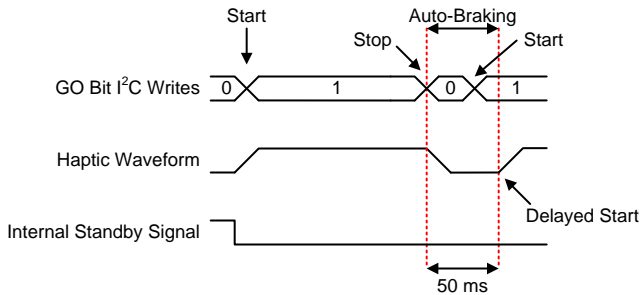 Start
Auto-Braking
Stop
Start
GO Bit I²C Writes
0
1
0
1
Haptic Waveform
Delayed Start
Internal Standby Signal
50 ms